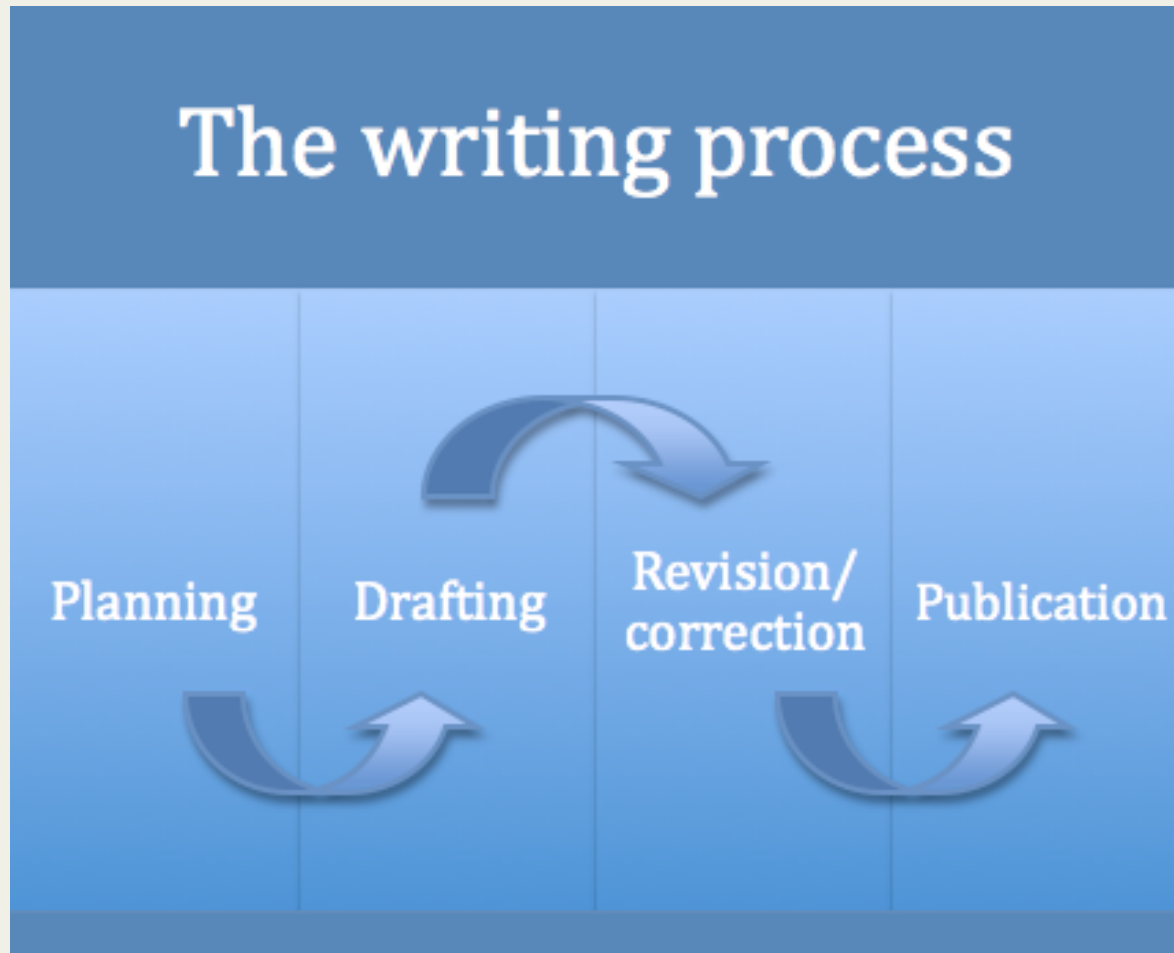 The writing process
Planning
Drafting
Revision/
correction
Publication